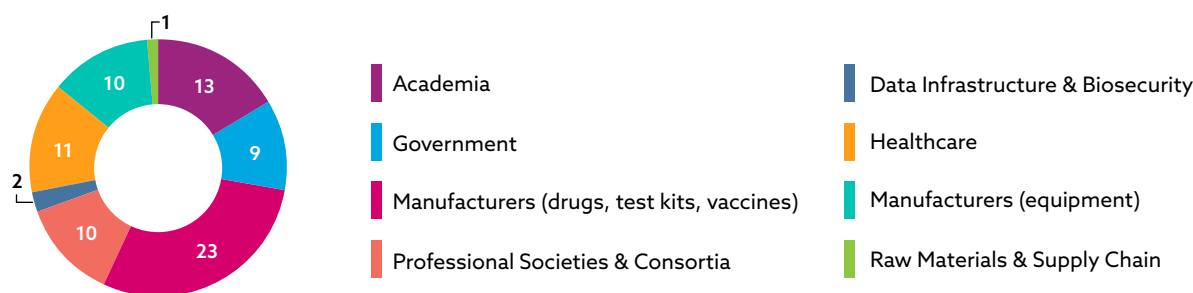 1
13
10
9
11
2
10
23
Academia
Government
Manufacturers (drugs, test kits, vaccines)
Professional Societies & Consortia
Data Infrastructure & Biosecurity
Healthcare
Manufacturers (equipment)
Raw Materials & Supply Chain